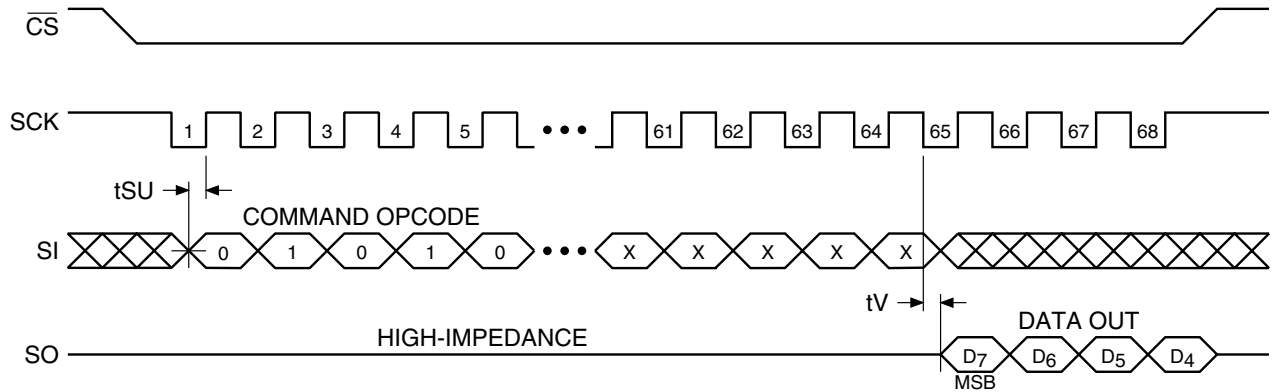 CS
SCK 1 2 3 4 5 ••• 61 62 63 64 65 66 67 68
tSU
COMMAND OPCODE
SI 0 1 0 1 0 ••• X X X X X
tV
HIGH-IMPEDANCE
DATA OUT
SO D7 D6 D5 D4
MSB